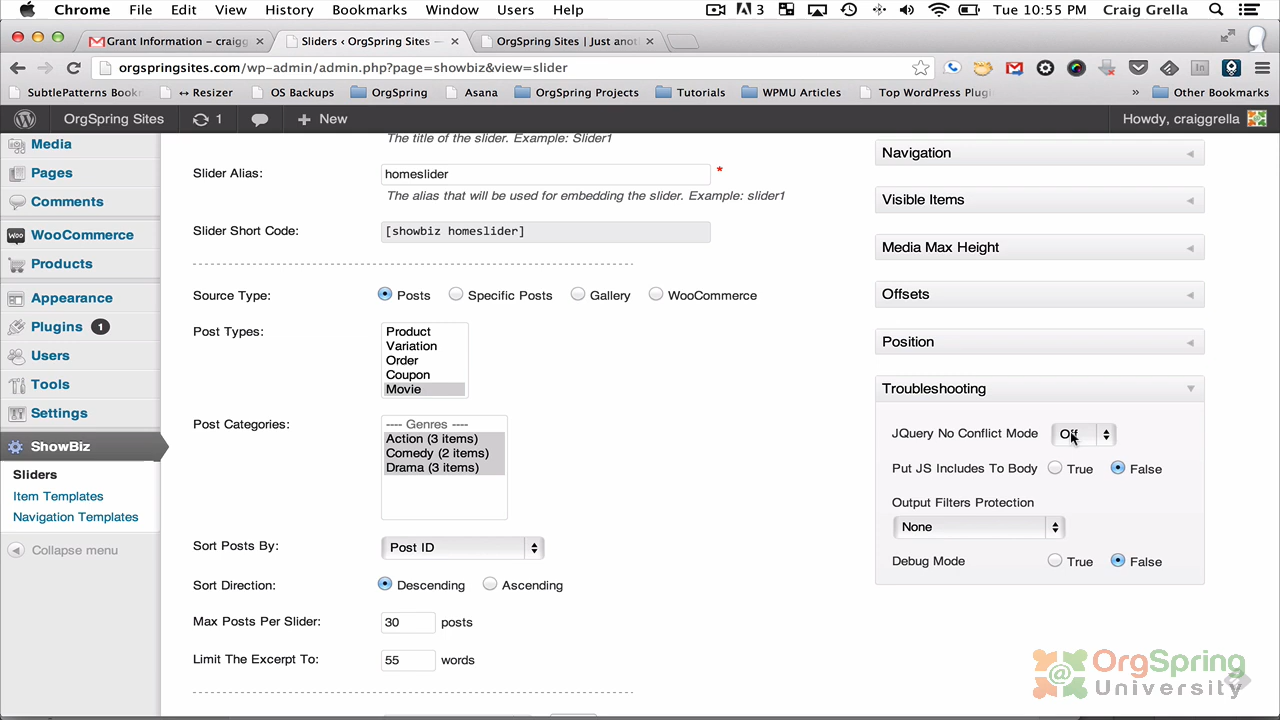 Chrome File Edit View History Bookmarks Window Users Help 3 Tue 10:55 PM Craig Grella
Grant Information – craigg Sliders ‹ OrgSpring Sites — OrgSpring Sites | Just anot
orgspringsites.com/wp-admin/admin.php?page=showbiz&view=slider
SubtlePatterns Bookm Resizer OS Backups OrgSpring Asana OrgSpring Projects Tutorials WPMU Articles Top WordPress Plugi » Other Bookmarks
OrgSpring Sites 1 + New Howdy, craiggrella
Media
Pages
Comments
WooCommerce
Products
Appearance
Plugins 1
Users
Tools
Settings
ShowBiz
Sliders
Item Templates
Navigation Templates
Collapse menu
The title of the slider. Example: Slider1
Slider Alias: homeslider *
The alias that will be used for embedding the slider. Example: slider1
Slider Short Code: [showbiz homeslider]
Source Type: Posts Specific Posts Gallery WooCommerce
Post Types:
Product
Variation
Order
Coupon
Movie
Post Categories:
---- Genres ----
Action (3 items)
Comedy (2 items)
Drama (3 items)
Sort Posts By: Post ID
Sort Direction: Descending Ascending
Max Posts Per Slider: 30 posts
Limit The Excerpt To: 55 words
Navigation
Visible Items
Media Max Height
Offsets
Position
Troubleshooting
JQuery No Conflict Mode Off
Put JS Includes To Body True False
Output Filters Protection
None
Debug Mode True False
OrgSpring
University